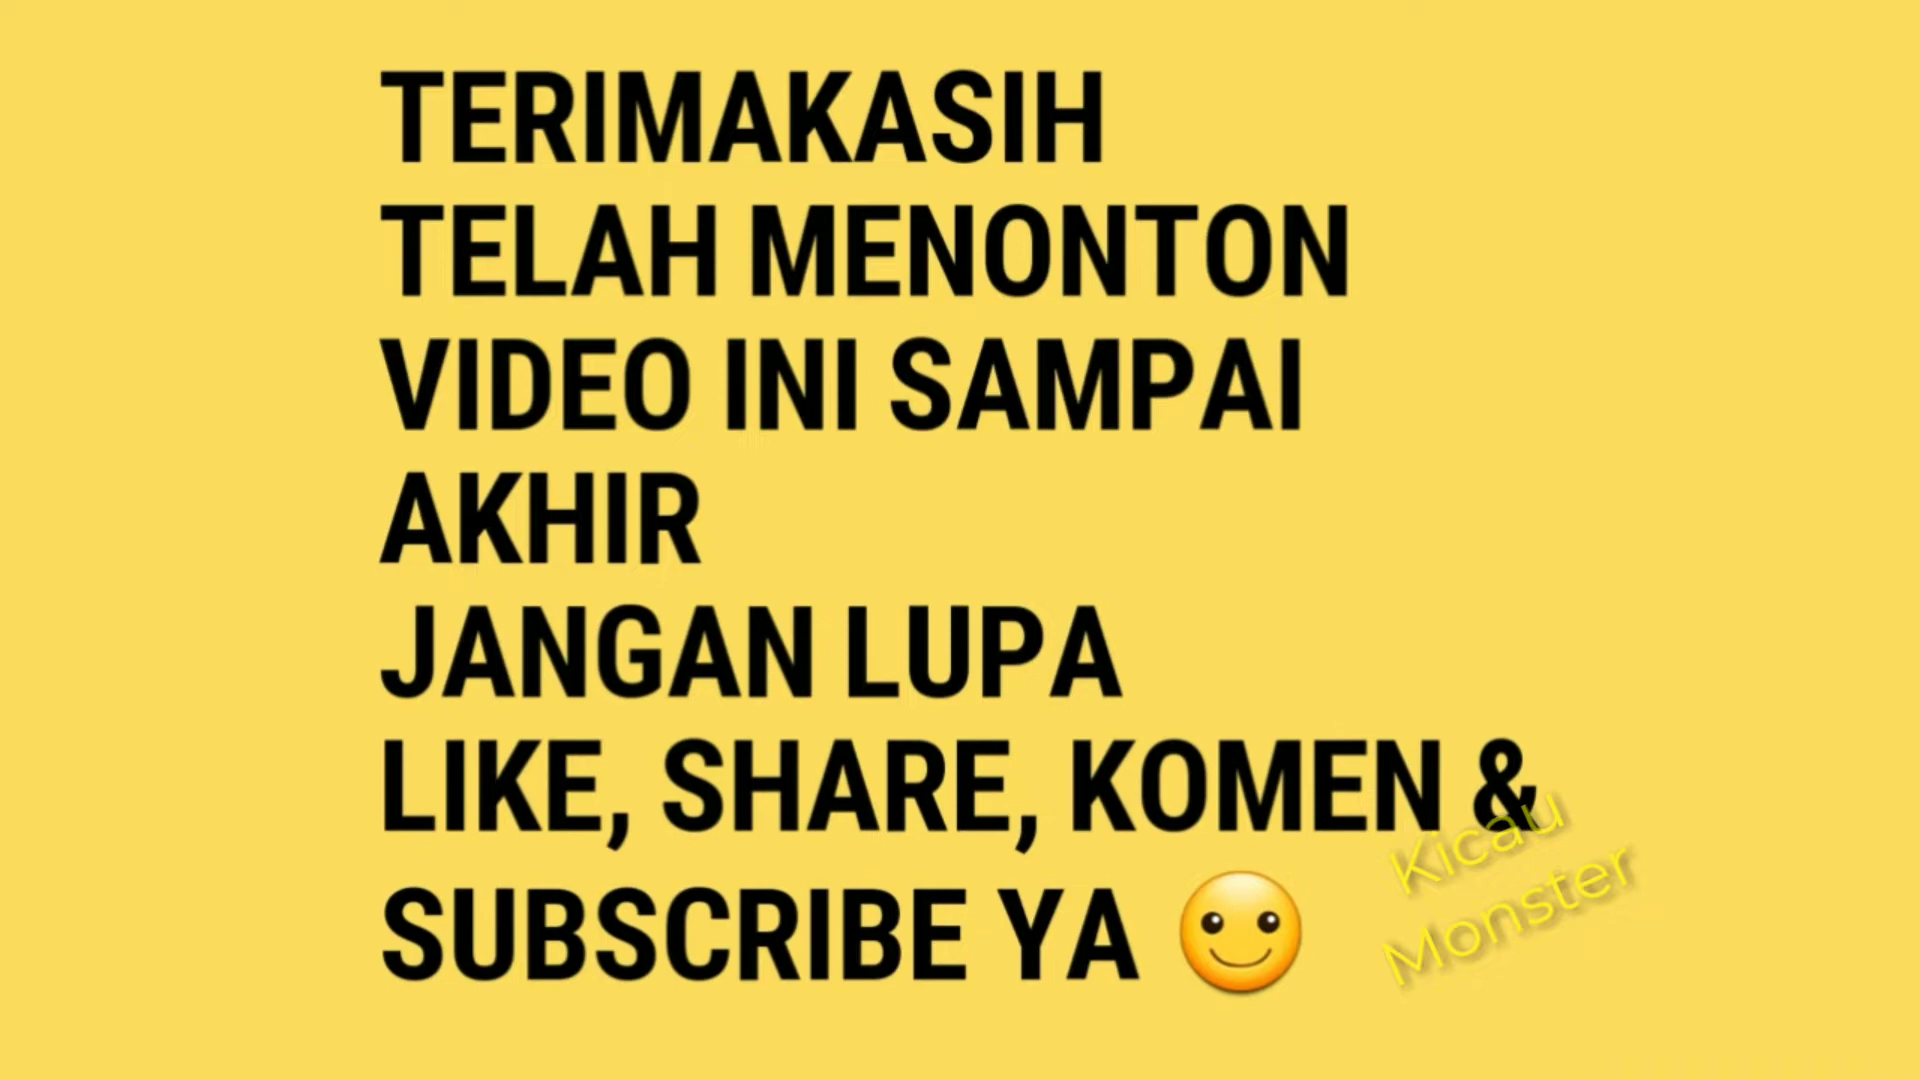 TERIMAKASIH
TELAH MENONTON
VIDEO INI SAMPAI
AKHIR
JANGAN LUPA
LIKE, SHARE, KOMEN &
SUBSCRIBE YA 🙂
Kicau
Monster